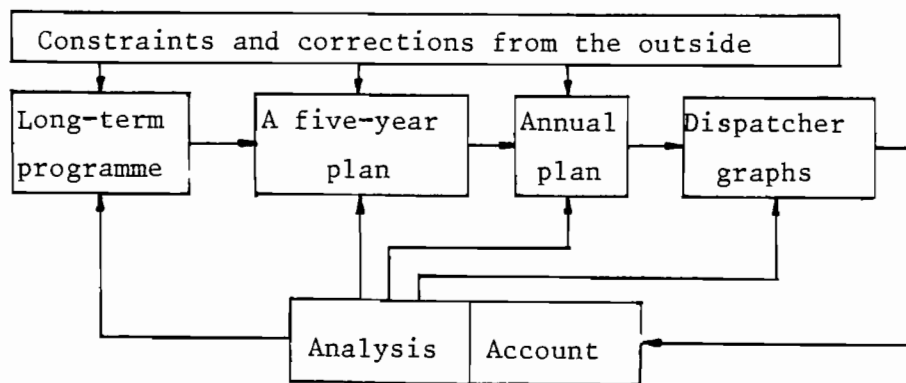 Constraints and corrections from the outside
Long-term
programme
A five-year
plan
Annual
plan
Dispatcher
graphs
Analysis
Account